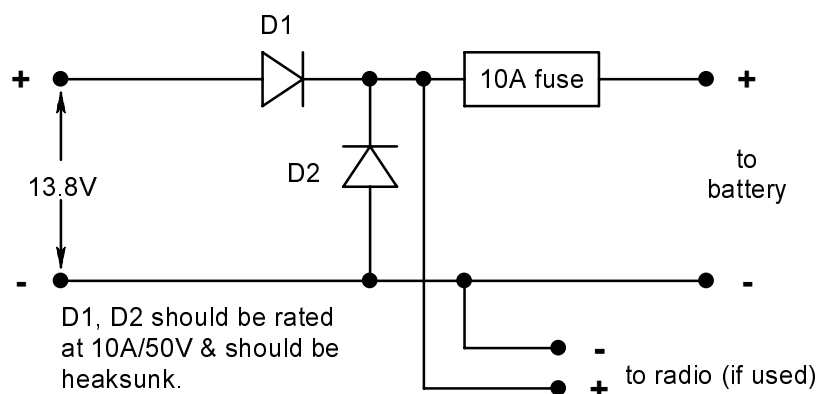 D1
+
10A fuse
+
D2
13.8V
to
battery
-
-
D1, D2 should be rated
at 10A/50V & should be
heaksunk.
-
+
to radio (if used)